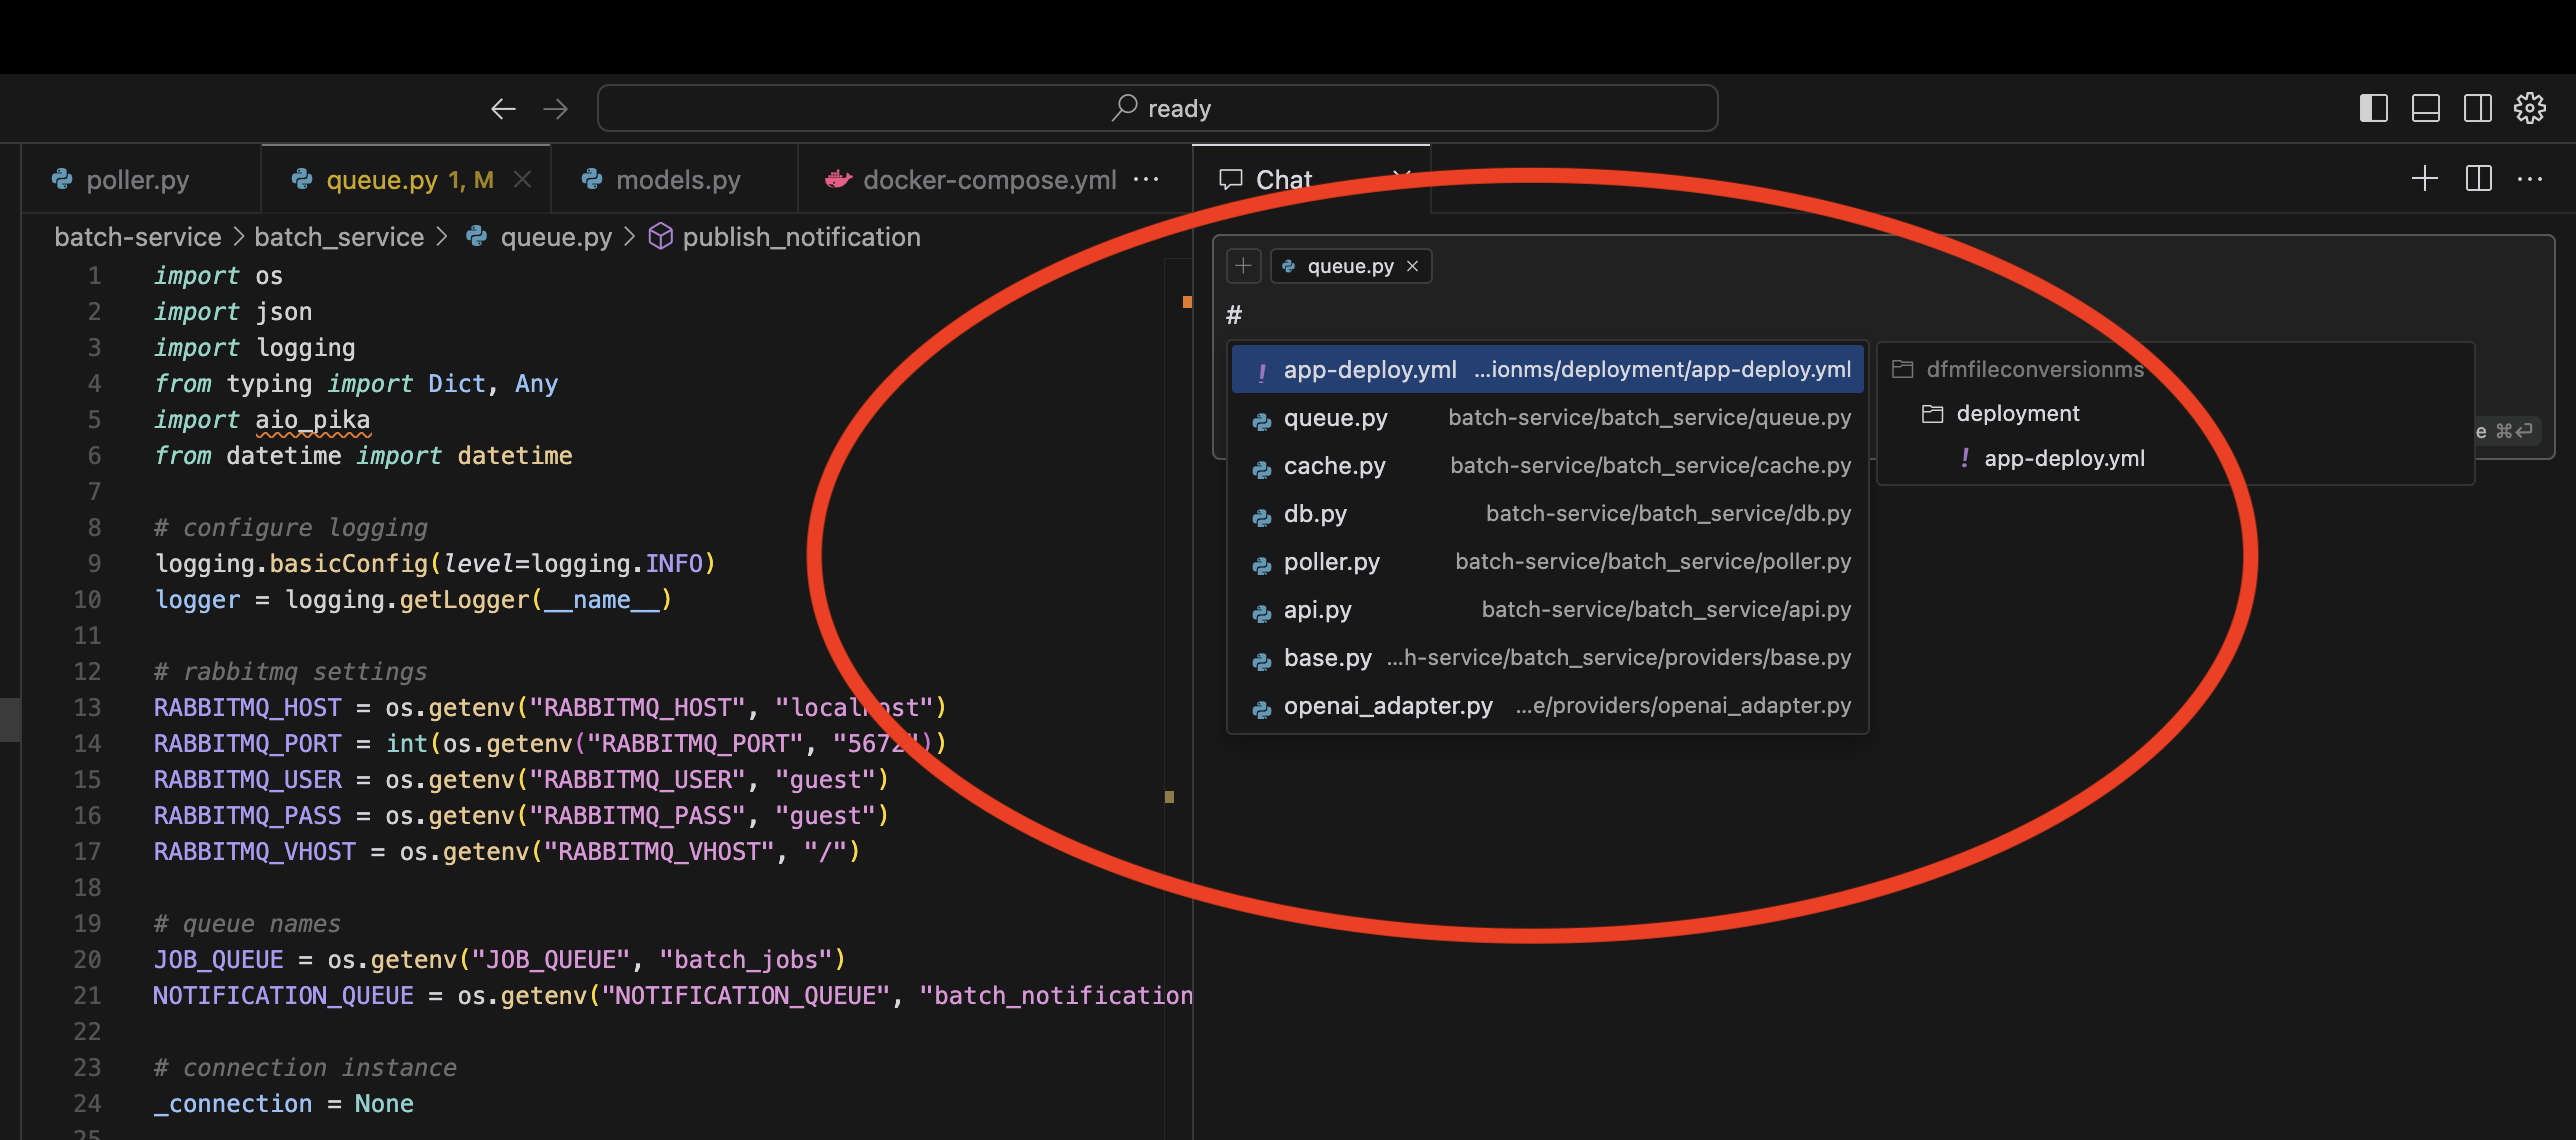 ready
poller.py
queue.py 1, M
models.py
docker-compose.yml
Chat
batch-service > batch_service > queue.py > publish_notification
1 import os
2 import json
3 import logging
4 from typing import Dict, Any
5 import aio_pika
6 from datetime import datetime
7
8 # configure logging
9 logging.basicConfig(level=logging.INFO)
10 logger = logging.getLogger(__name__)
11
12 # rabbitmq settings
13 RABBITMQ_HOST = os.getenv("RABBITMQ_HOST", "localhost")
14 RABBITMQ_PORT = int(os.getenv("RABBITMQ_PORT", "5672"))
15 RABBITMQ_USER = os.getenv("RABBITMQ_USER", "guest")
16 RABBITMQ_PASS = os.getenv("RABBITMQ_PASS", "guest")
17 RABBITMQ_VHOST = os.getenv("RABBITMQ_VHOST", "/")
18
19 # queue names
20 JOB_QUEUE = os.getenv("JOB_QUEUE", "batch_jobs")
21 NOTIFICATION_QUEUE = os.getenv("NOTIFICATION_QUEUE", "batch_notification
22
23 # connection instance
24 _connection = None
25
queue.py
#
app-deploy.yml ...ionms/deployment/app-deploy.yml
queue.py batch-service/batch_service/queue.py
cache.py batch-service/batch_service/cache.py
db.py batch-service/batch_service/db.py
poller.py batch-service/batch_service/poller.py
api.py batch-service/batch_service/api.py
base.py ...h-service/batch_service/providers/base.py
openai_adapter.py ...e/providers/openai_adapter.py
dfmfileconversionms
deployment
! app-deploy.yml
e ⌘⏎